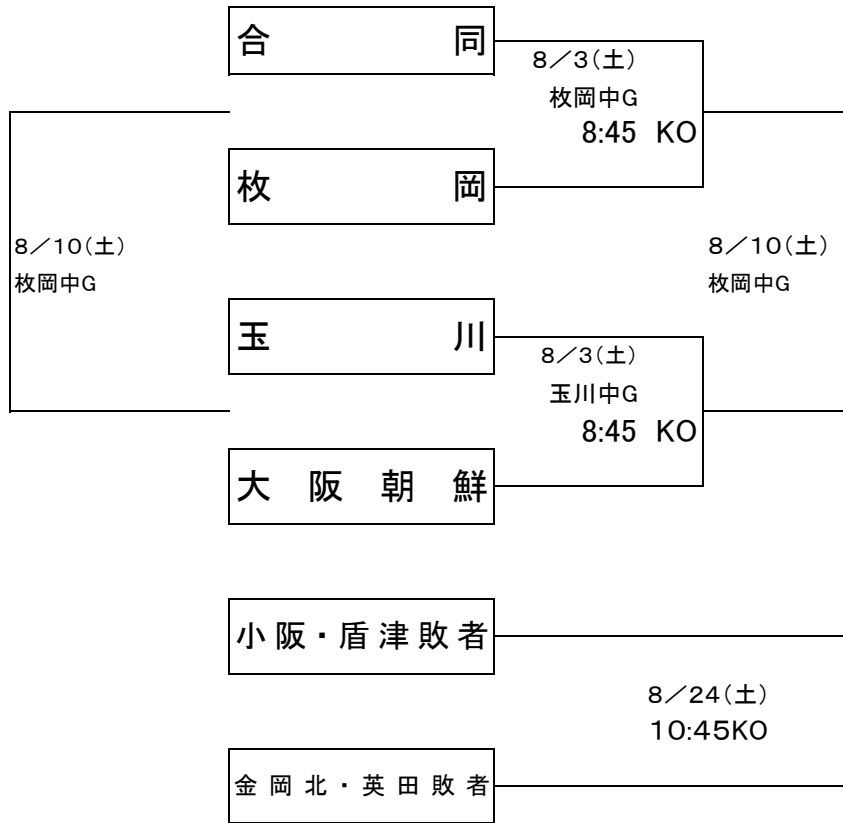 合同
8／3(土)
枚岡中G
8:45 KO
枚岡
8／10(土)
枚岡中G
8／10(土)
枚岡中G
玉川
8／3(土)
玉川中G
8:45 KO
大阪朝鮮
小阪・盾津敗者
8／24(土)
10:45KO
金岡北・英田敗者